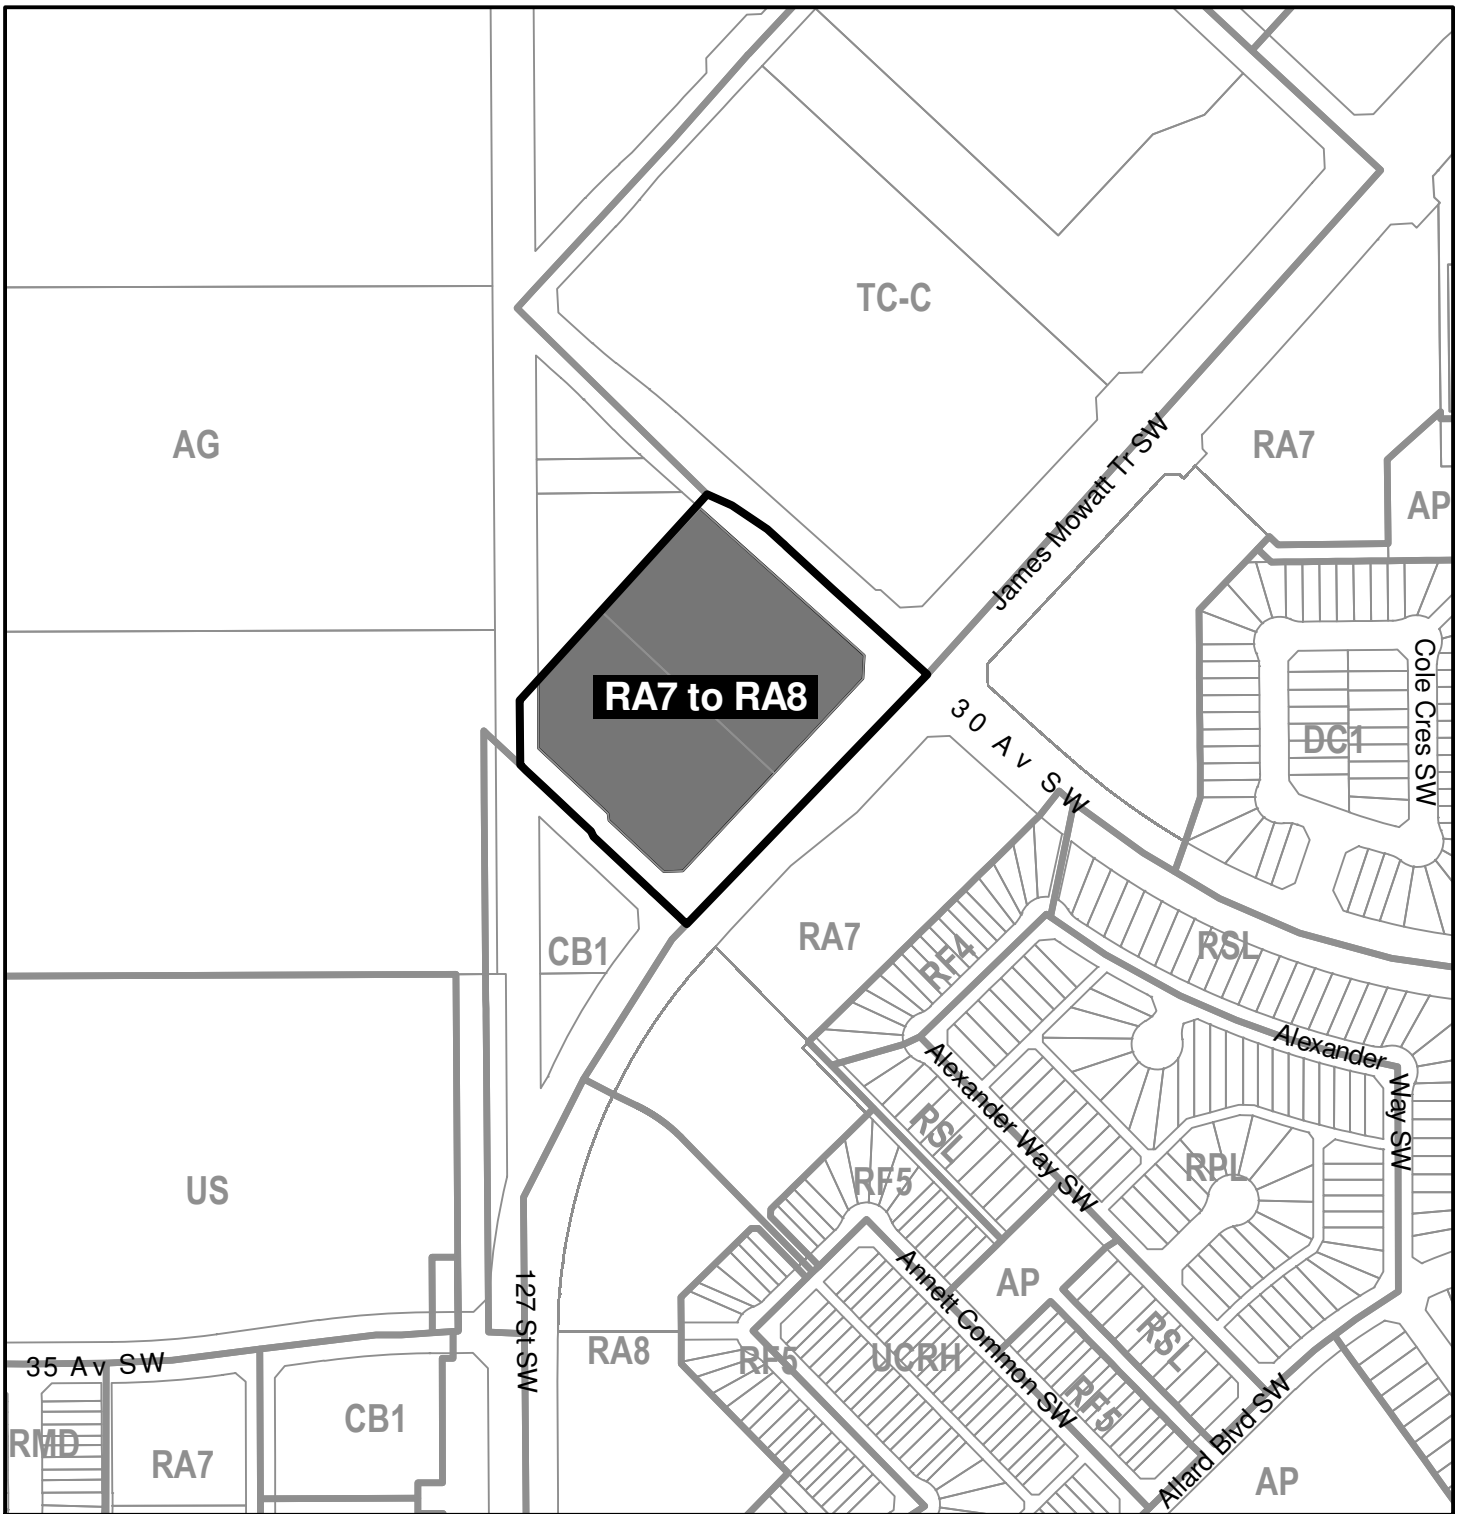 TC-C
AG
RA7
AP
James Mowatt Tr SW
Cole Cres SW
RA7 to RA8
30 Av SW
DC1
CB1
RA7
RF4
RSL
Alexander Way SW
Alexander Way SW
RSL
RPL
RF5
US
AP
Annett Common SW
127 St SW
RSL
35 Av SW
RA8
RF5
UCRH
RF5
Allard Blvd SW
CB1
RMD
RA7
AP